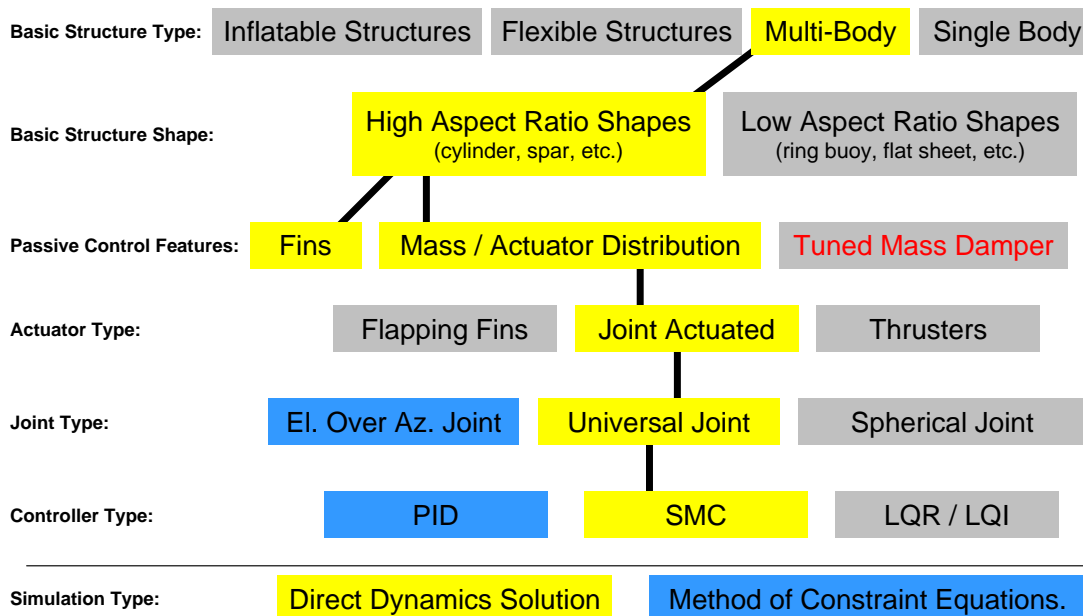 Basic Structure Type: Inflatable Structures Flexible Structures Multi-Body Single Body
Basic Structure Shape: High Aspect Ratio Shapes (cylinder, spar, etc.) Low Aspect Ratio Shapes (ring buoy, flat sheet, etc.)
Passive Control Features: Fins Mass / Actuator Distribution Tuned Mass Damper
Actuator Type: Flapping Fins Joint Actuated Thrusters
Joint Type: El. Over Az. Joint Universal Joint Spherical Joint
Controller Type: PID SMC LQR / LQI
Simulation Type: Direct Dynamics Solution Method of Constraint Equations.